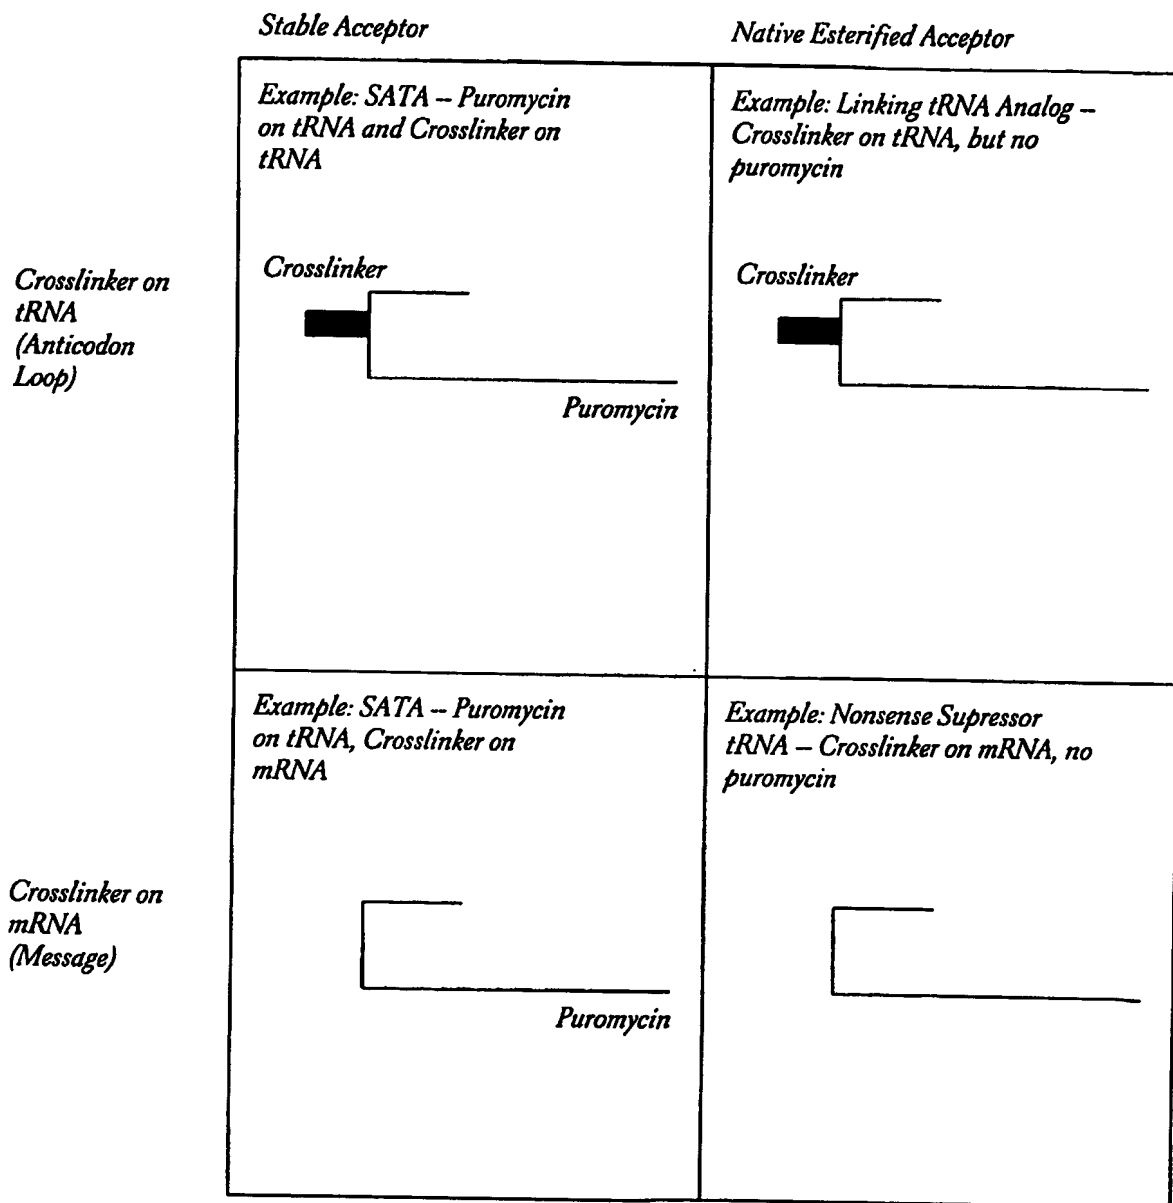 Stable Acceptor
Native Esterified Acceptor
Example: SATA – Puromycin
on tRNA and Crosslinker on
tRNA
Example: Linking tRNA Analog –
Crosslinker on tRNA, but no
puromycin
Crosslinker on
tRNA
(Anticodon
Loop)
Crosslinker
Puromycin
Crosslinker
Example: SATA – Puromycin
on tRNA, Crosslinker on
mRNA
Example: Nonsense Supressor
tRNA – Crosslinker on mRNA, no
puromycin
Crosslinker on
mRNA
(Message)
Puromycin